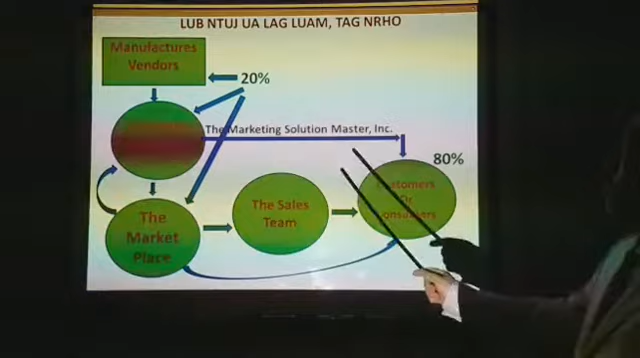 LUB NTUJ UA LAG LUAM, TAG NRHO
Manufactures
Vendors
20%
The Marketing Solution Master, Inc.
80%
Customers
Or
Consumers
The Sales
Team
The
Market
Place